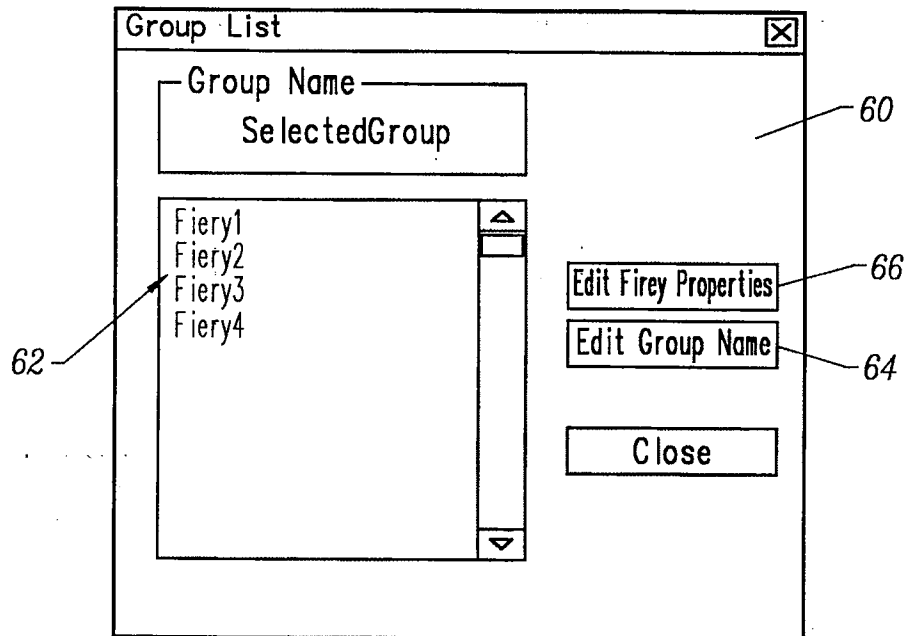 Group List
Group Name
SelectedGroup
60
Fiery1
Fiery2
Fiery3
Fiery4
62
Edit Firey Properties
66
Edit Group Name
64
Close